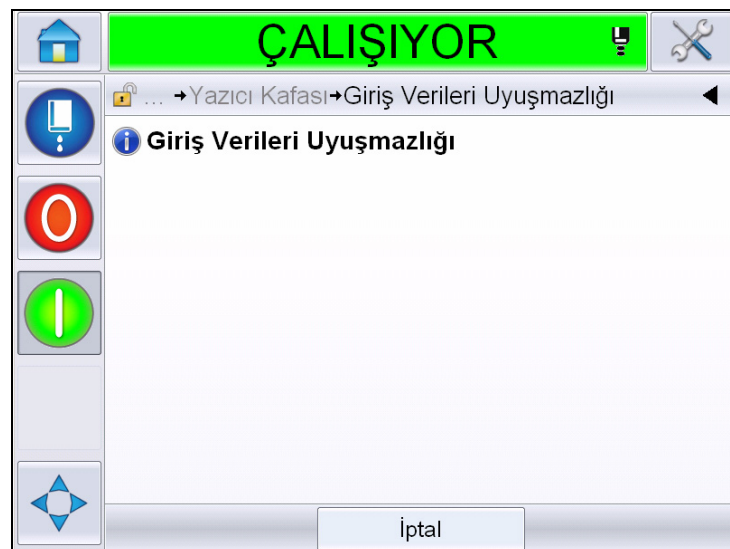 ÇALIŞIYOR
... →Yazıcı Kafası→Giriş Verileri Uyuşmazlığı
Giriş Verileri Uyuşmazlığı
İptal